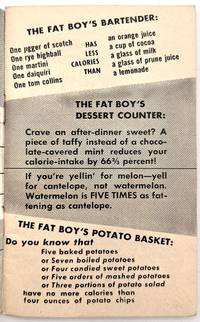 THE FAT BOY'S BARTENDER:
One jigger of scotch HAS an orange juice
One rye highball LESS a cup of cocoa
One martini CALORIES a glass of milk
One daiquiri THAN a glass of prune juice
One tom collins a lemonade
THE FAT BOY'S
DESSERT COUNTER:
Crave an after-dinner sweet? A
piece of taffy instead of a choco-
late-covered mint reduces your
calorie-intake by 66⅔ percent!
If you're yellin' for melon—yell
for cantelope, not watermelon.
Watermelon is FIVE TIMES as fat-
tening as cantelope.
THE FAT BOY'S POTATO BASKET:
Do you know that
Five baked potatoes
or Seven boiled potatoes
or Four candied sweet potatoes
or Five orders of mashed potatoes
or Three portions of potato salad
have no more calories than
four ounces of potato chips